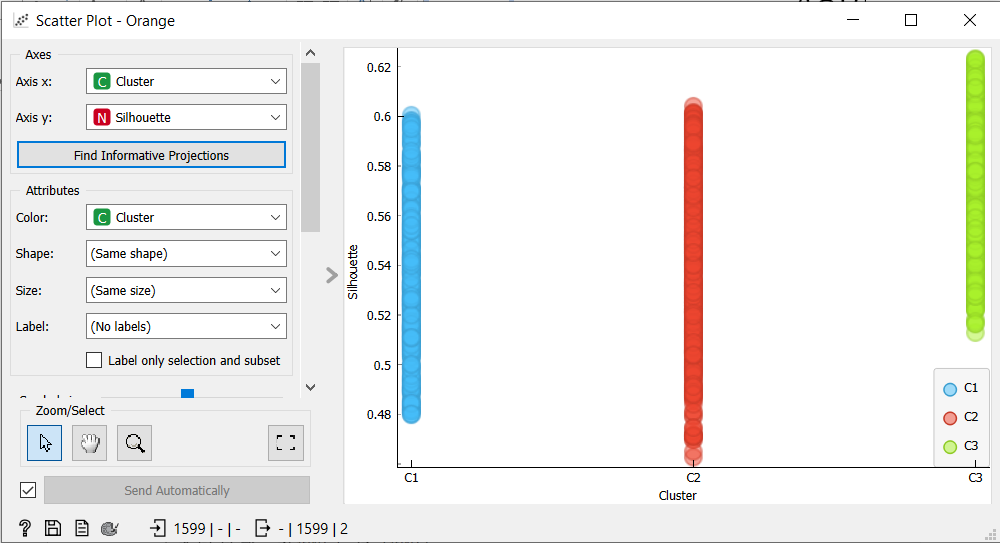 Scatter Plot - Orange
Axes
Axis x: C Cluster
Axis y: N Silhouette
Find Informative Projections
Attributes
Color: C Cluster
Shape: (Same shape)
Size: (Same size)
Label: (No labels)
Label only selection and subset
Zoom/Select
Send Automatically
? 1599 | - | - - | 1599 | 2
0.62
0.6
0.58
0.56
0.54
0.52
0.5
0.48
Silhouette
C1 C2 C3
Cluster
C1
C2
C3